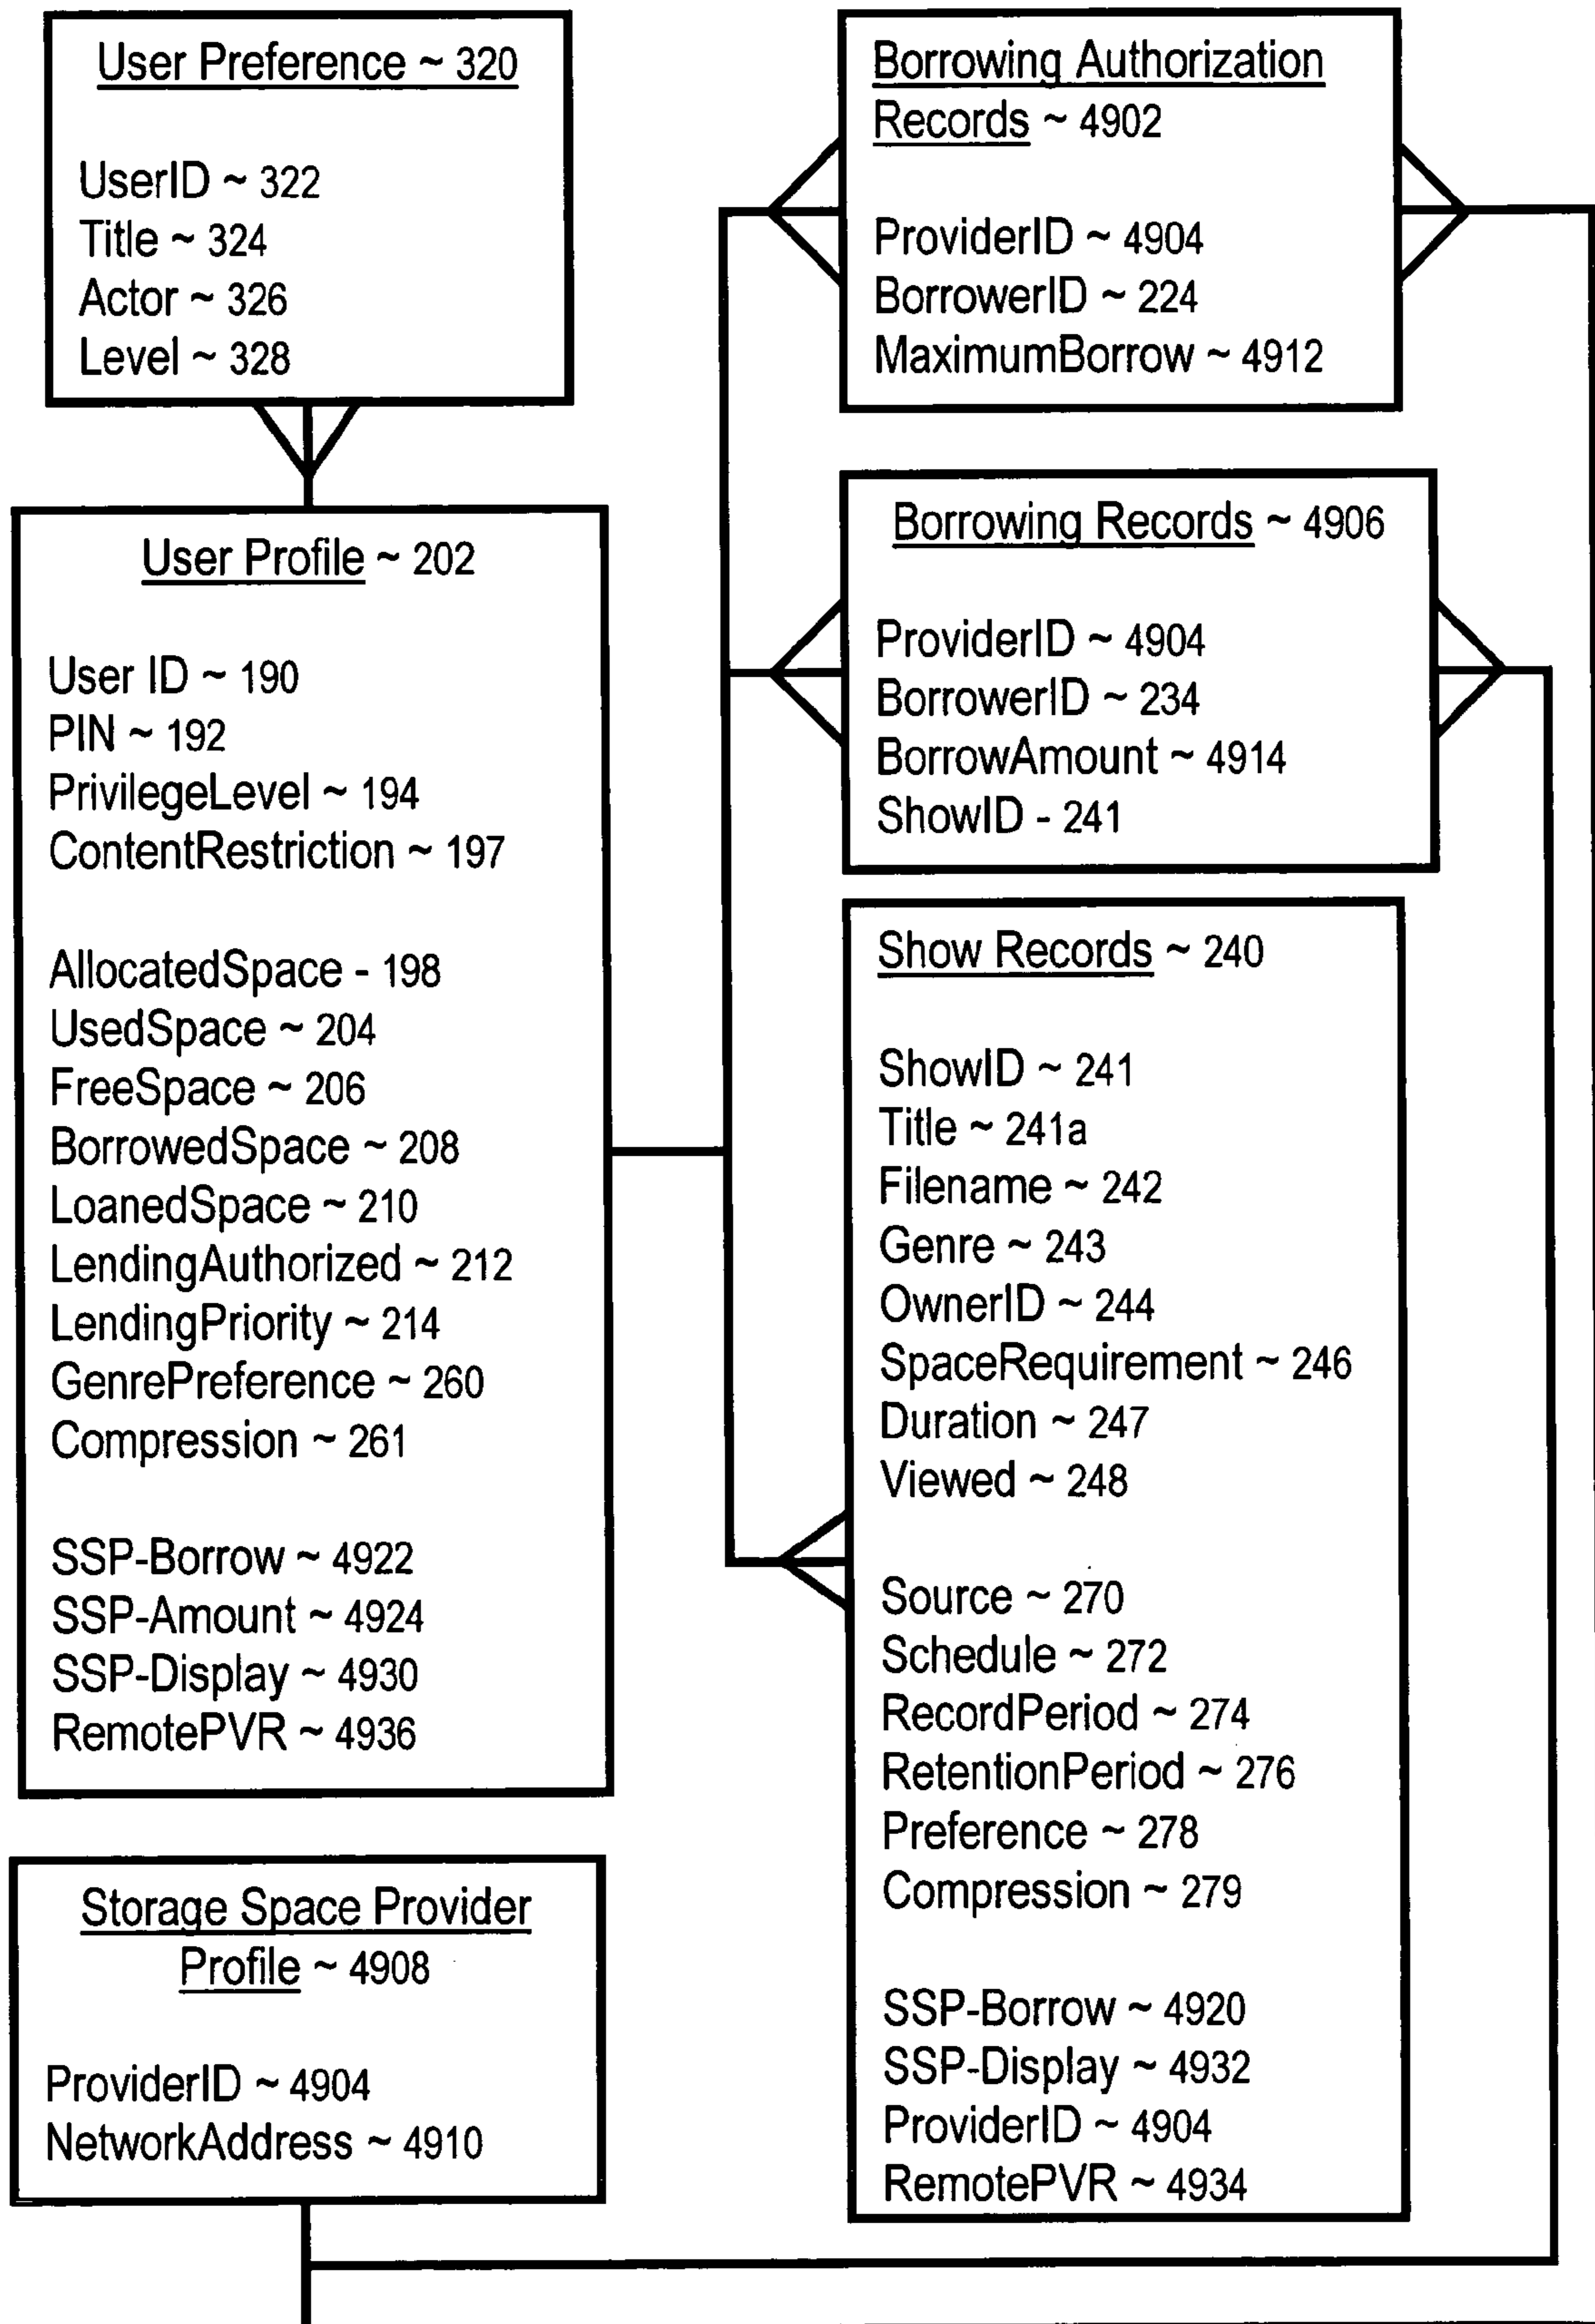 User Preference ~ 320
UserID ~ 322
Title ~ 324
Actor ~ 326
Level ~ 328
User Profile ~ 202
User ID ~ 190
PIN ~ 192
PrivilegeLevel ~ 194
ContentRestriction ~ 197
AllocatedSpace - 198
UsedSpace ~ 204
FreeSpace ~ 206
BorrowedSpace ~ 208
LoanedSpace ~ 210
LendingAuthorized ~ 212
LendingPriority ~ 214
GenrePreference ~ 260
Compression ~ 261
SSP-Borrow ~ 4922
SSP-Amount ~ 4924
SSP-Display ~ 4930
RemotePVR ~ 4936
Storage Space Provider
Profile ~ 4908
ProviderID ~ 4904
NetworkAddress ~ 4910
Borrowing Authorization
Records ~ 4902
ProviderID ~ 4904
BorrowerID ~ 224
MaximumBorrow ~ 4912
Borrowing Records ~ 4906
ProviderID ~ 4904
BorrowerID ~ 234
BorrowAmount ~ 4914
ShowID - 241
Show Records ~ 240
ShowID ~ 241
Title ~ 241a
Filename ~ 242
Genre ~ 243
OwnerID ~ 244
SpaceRequirement ~ 246
Duration ~ 247
Viewed ~ 248
Source ~ 270
Schedule ~ 272
RecordPeriod ~ 274
RetentionPeriod ~ 276
Preference ~ 278
Compression ~ 279
SSP-Borrow ~ 4920
SSP-Display ~ 4932
ProviderID ~ 4904
RemotePVR ~ 4934